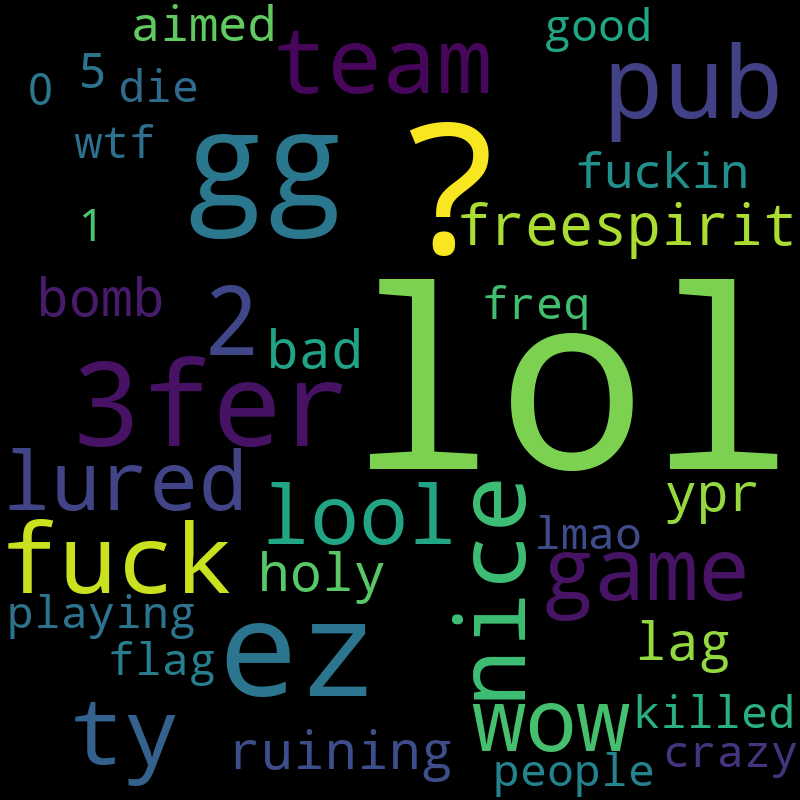 aimed
good
team
pub
5
0
die
wtf
gg
?
fuckin
freespirit
1
bomb
2
freq
lol
bad
3fer
lured
lool
nice
ypr
fuck
lmao
holy
game
playing
ez
lag
flag
ty
wow
killed
ruining
crazy
people